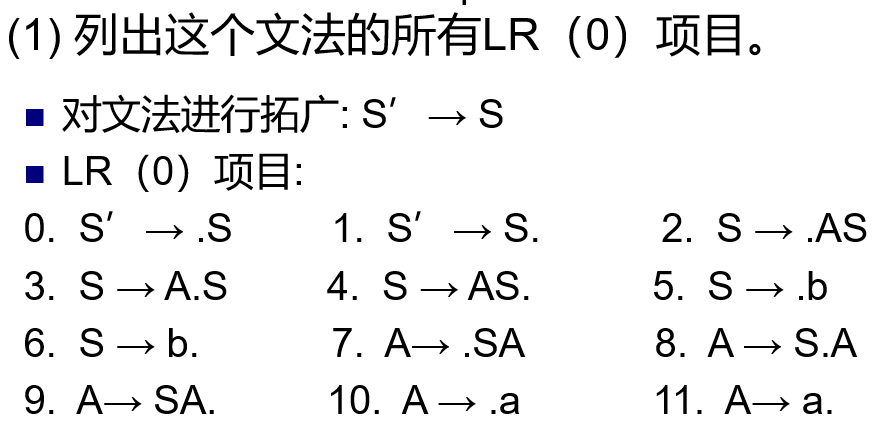 (1) 列出这个文法的所有LR（0）项目。
■ 对文法进行拓广: S′ → S
■ LR（0）项目:
0. S′ → .S 1. S′ → S. 2. S → .AS
3. S → A.S 4. S → AS. 5. S → .b
6. S → b. 7. A→ .SA 8. A → S.A
9. A→ SA. 10. A → .a 11. A→ a.